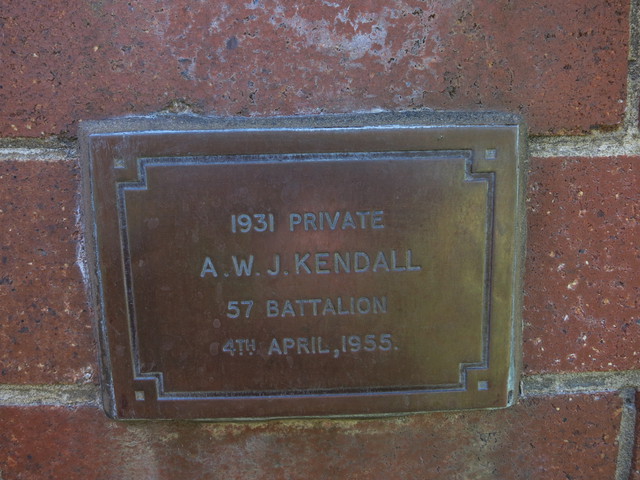 1931 PRIVATE
A.W.J.KENDALL
57 BATTALION
4TH APRIL, 1955.